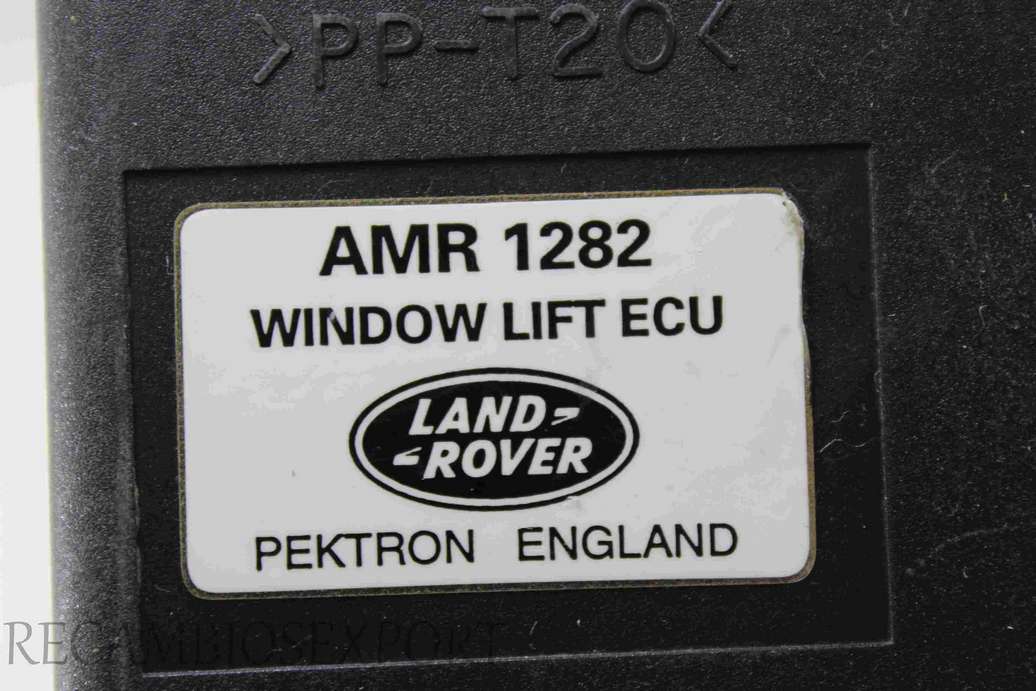 >PP-T20<
AMR 1282
WINDOW LIFT ECU
LAND-
-ROVER
PEKTRON ENGLAND
RECAMBIOSEXPORT